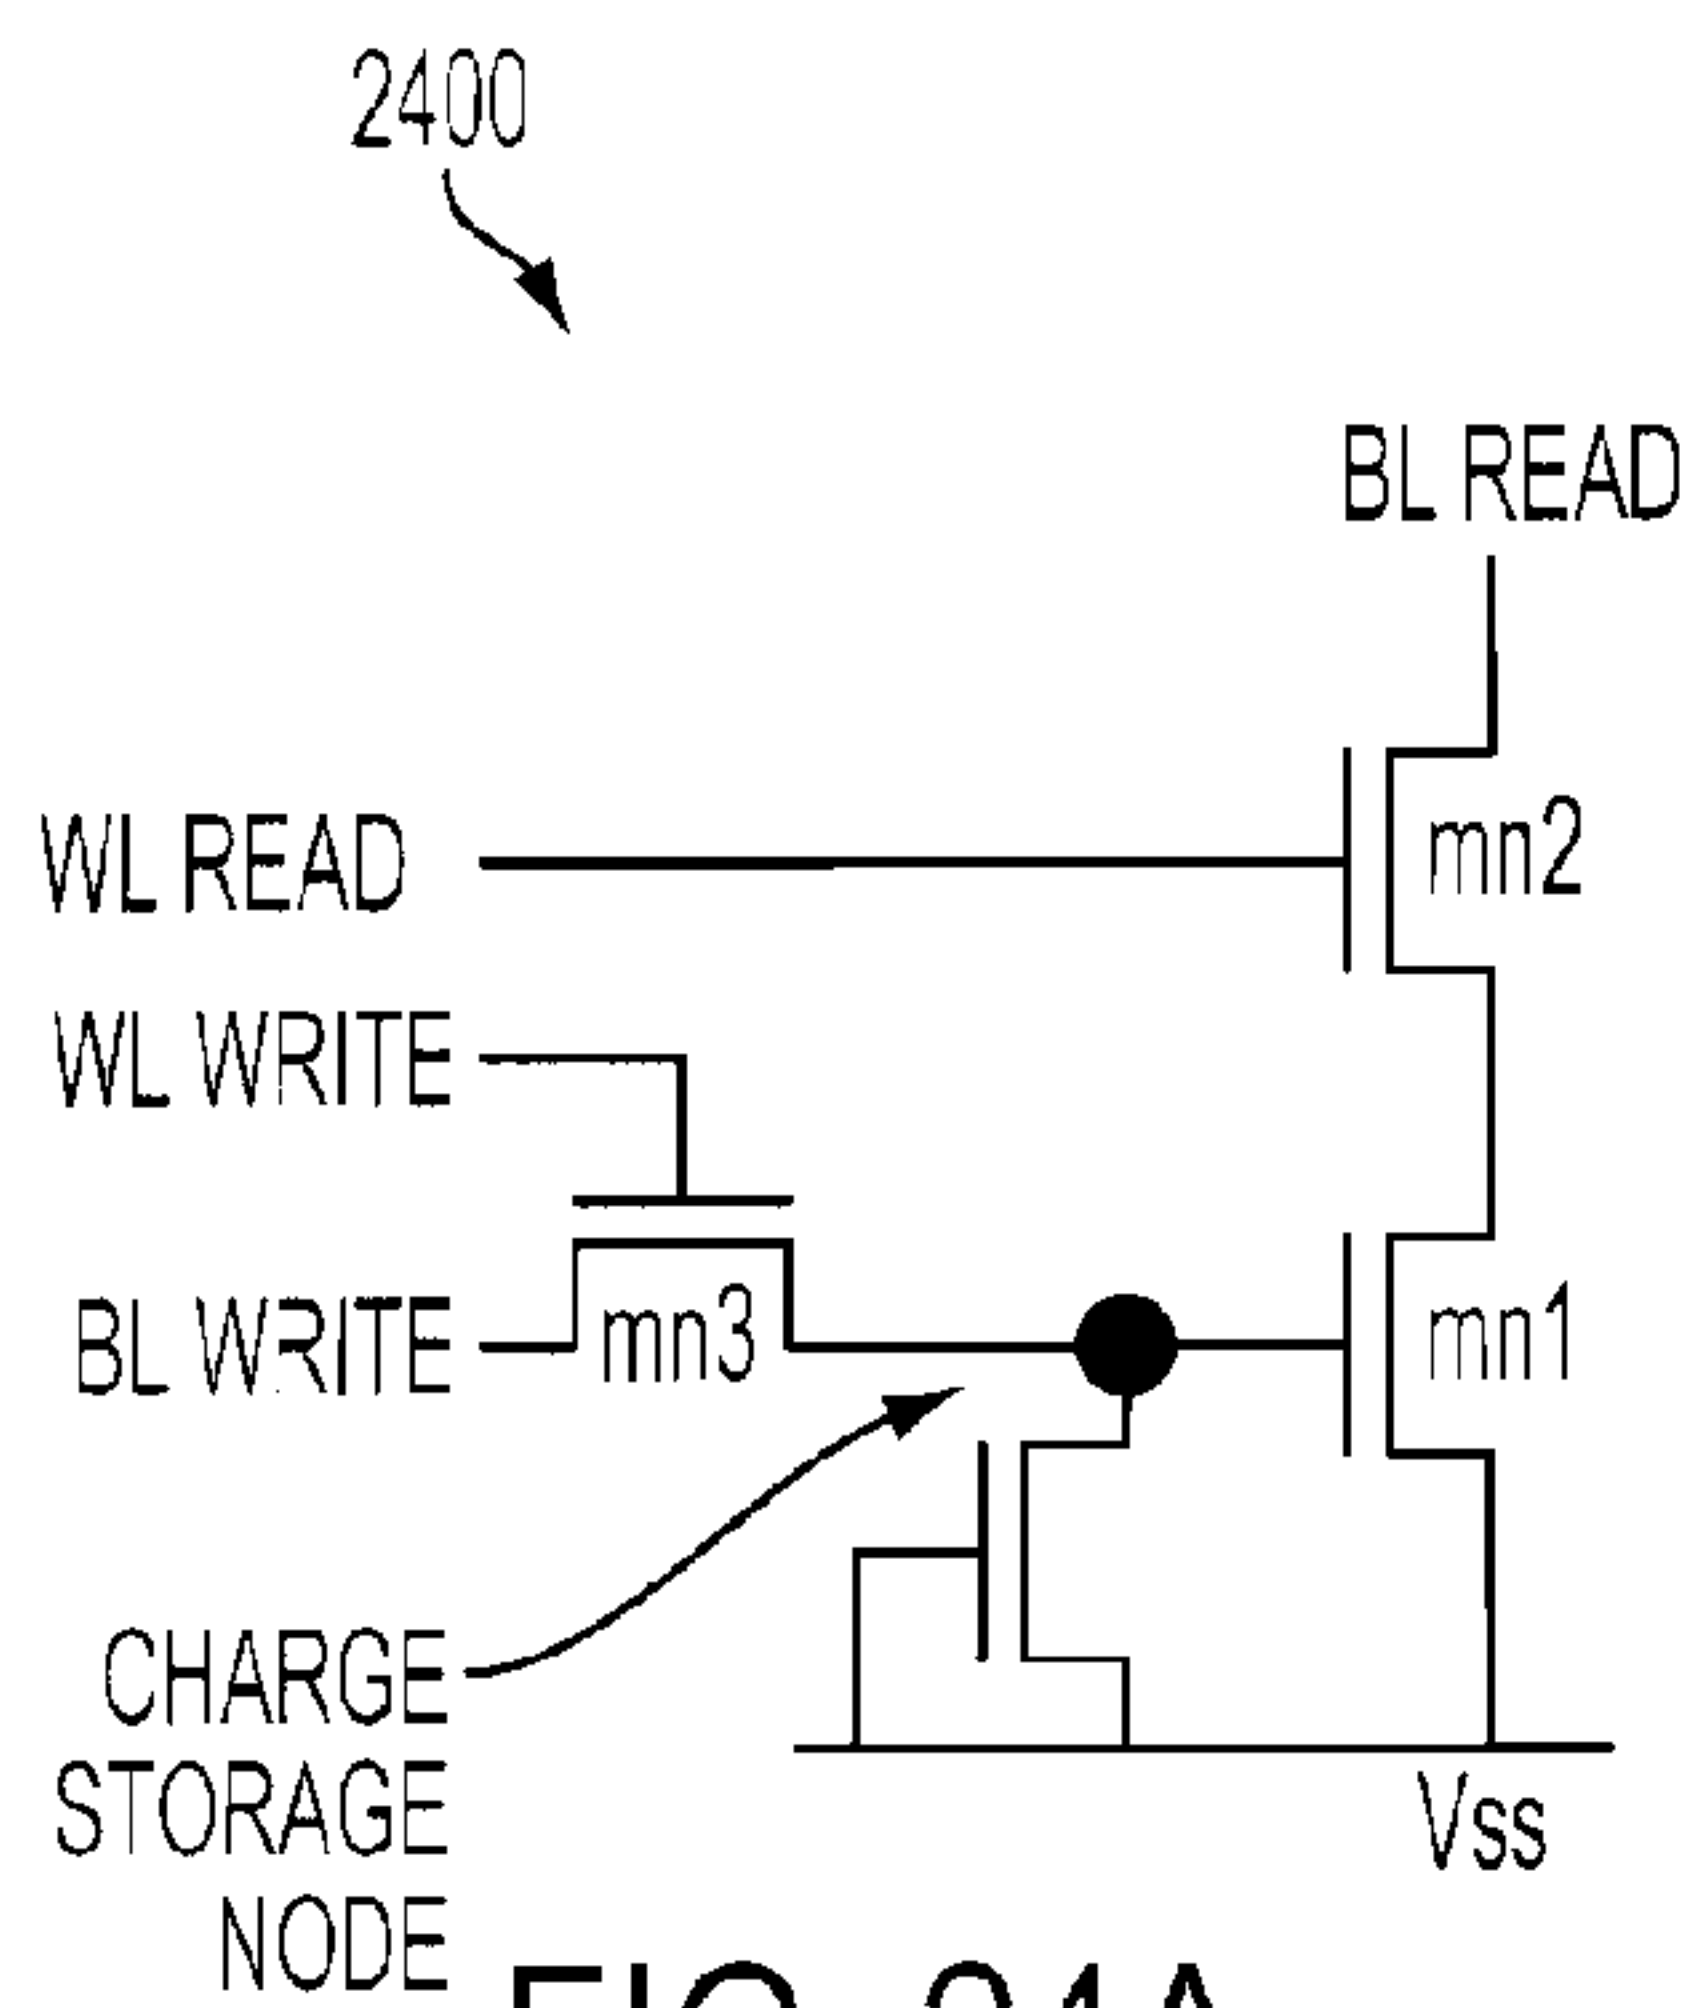 2400
BL READ
WL READ
mn2
WL WRITE
BL WRITE
mn3
mn1
CHARGE
STORAGE
NODE
Vss